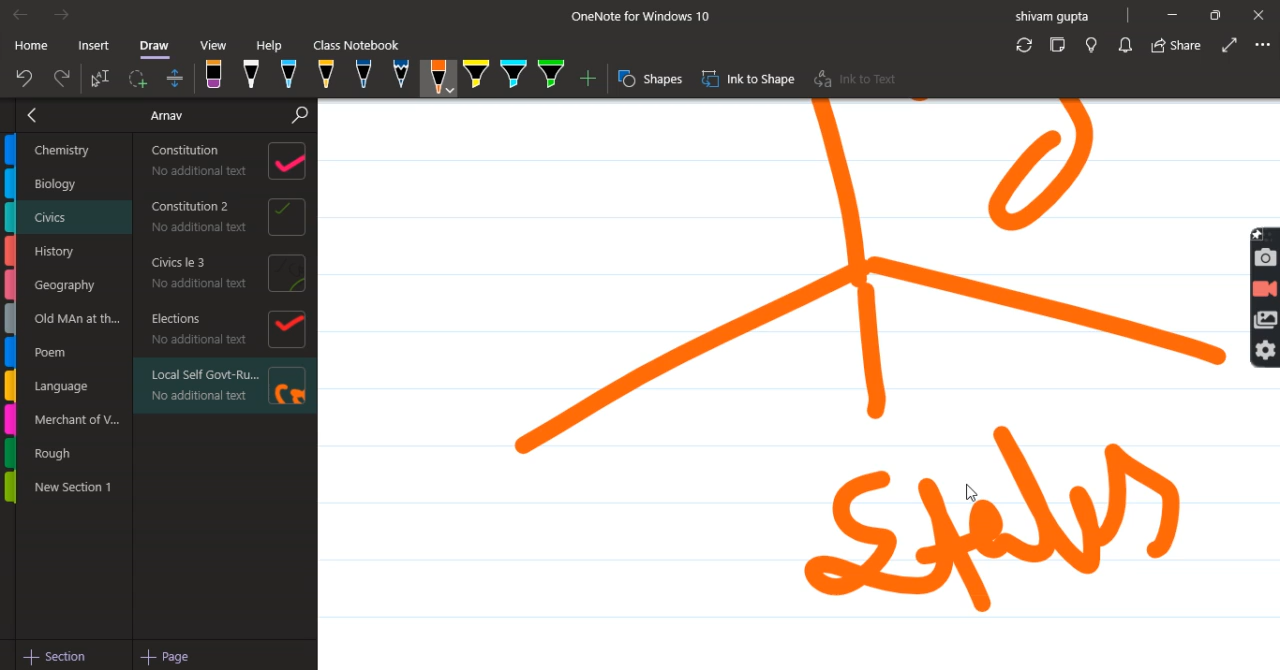 OneNote for Windows 10
shivam gupta
Home Insert Draw View Help Class Notebook
Share
Shapes Ink to Shape Ink to Text
Arnav
Chemistry
Biology
Civics
History
Geography
Old MAn at th...
Poem
Language
Merchant of V...
Rough
New Section 1
Constitution
No additional text
Constitution 2
No additional text
Civics le 3
No additional text
Elections
No additional text
Local Self Govt-Ru...
No additional text
States
Section
Page